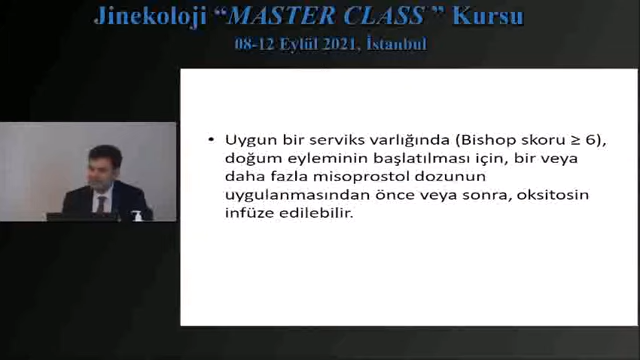 Jinekoloji “MASTER CLASS ” Kursu
08-12 Eylül 2021, İstanbul
• Uygun bir serviks varlığında (Bishop skoru ≥ 6),
doğum eyleminin başlatılması için, bir veya
daha fazla misoprostol dozunun
uygulanmasından önce veya sonra, oksitosin
infüze edilebilir.